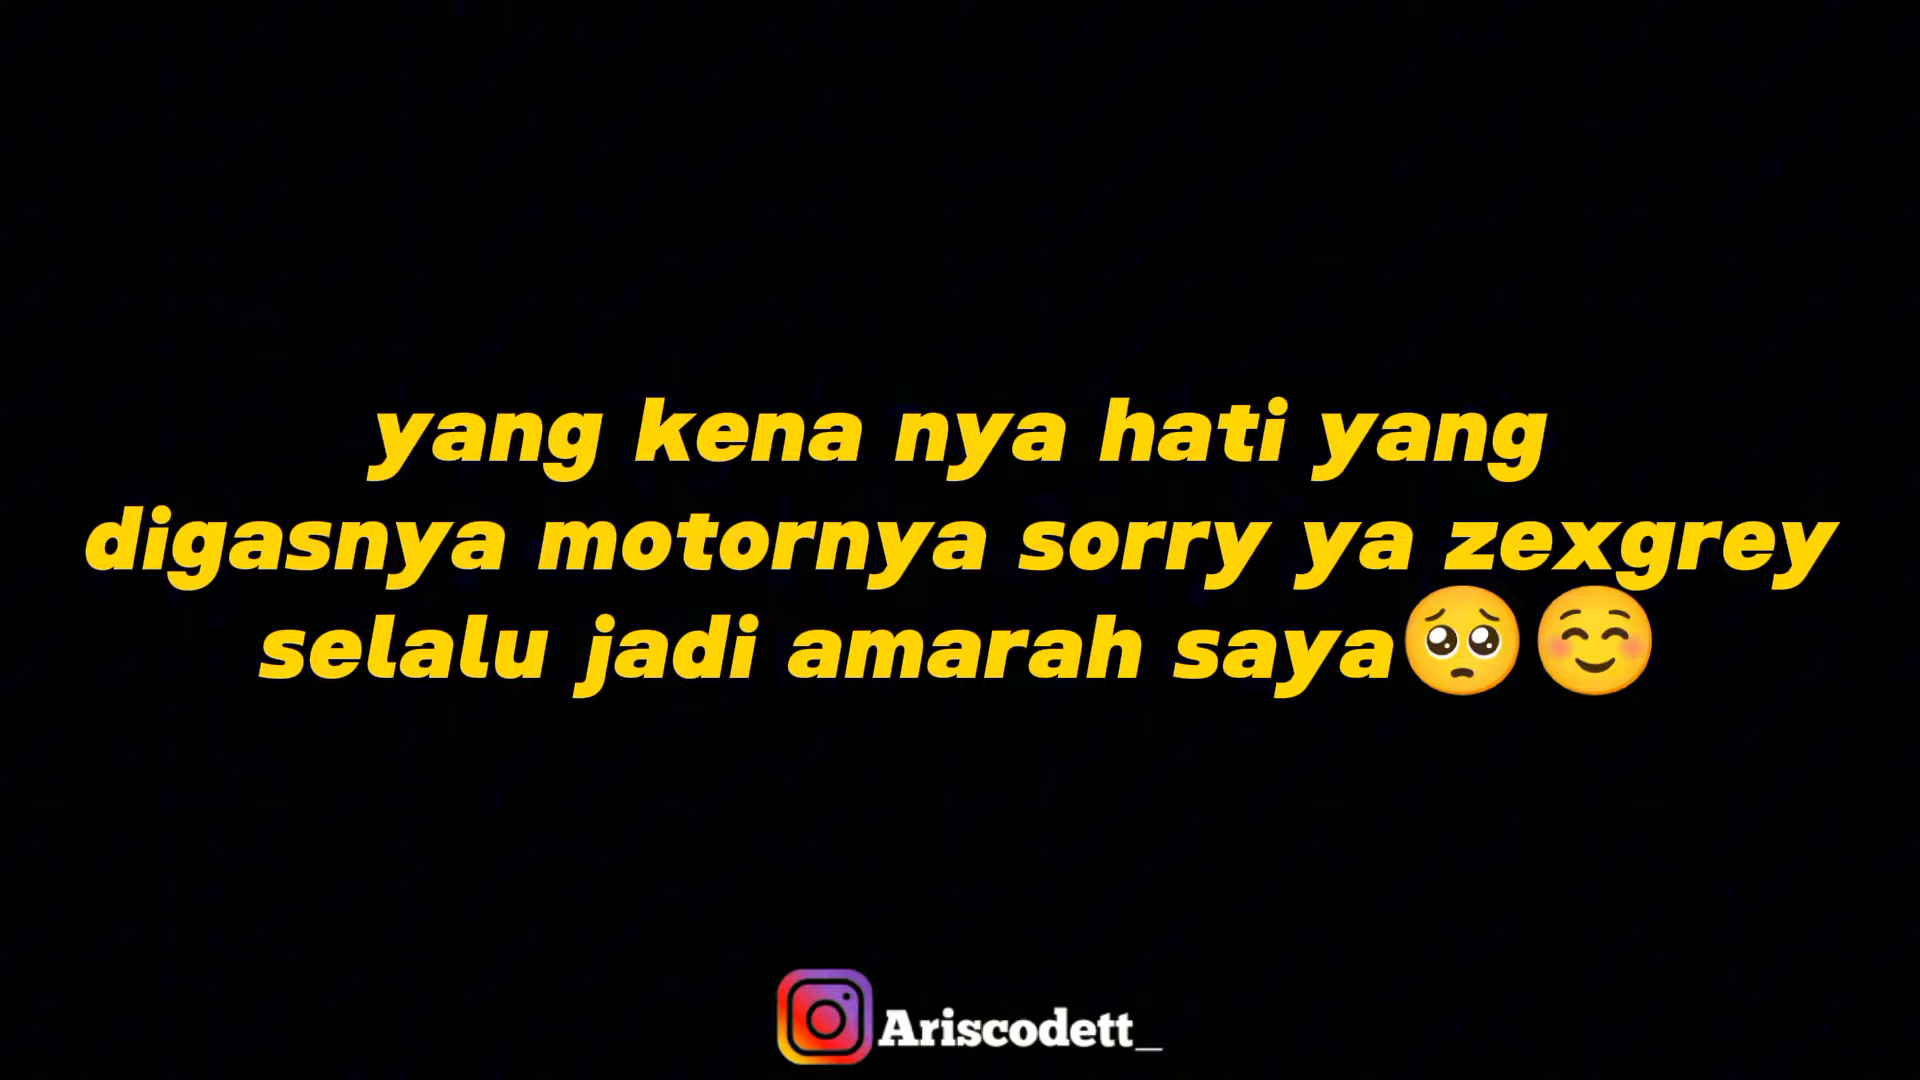 yang kena nya hati yang
digasnya motornya sorry ya zexgrey
selalu jadi amarah saya🥺☺️
Ariscodett_